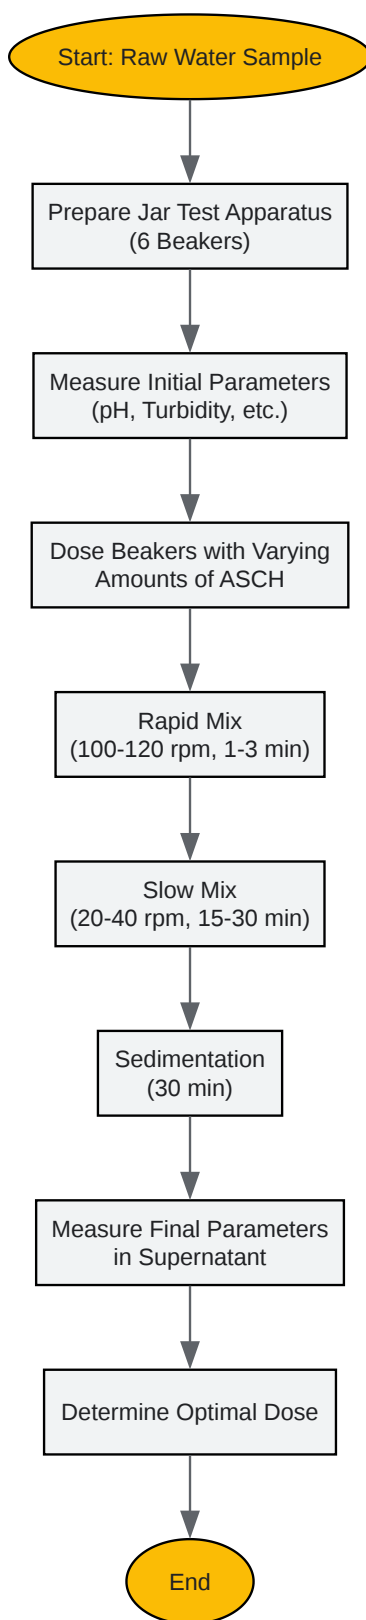 Start: Raw Water Sample
Prepare Jar Test Apparatus
(6 Beakers)
Measure Initial Parameters
(pH, Turbidity, etc.)
Dose Beakers with Varying
Amounts of ASCH
Rapid Mix
(100-120 rpm, 1-3 min)
Slow Mix
(20-40 rpm, 15-30 min)
Sedimentation
(30 min)
Measure Final Parameters
in Supernatant
Determine Optimal Dose
End